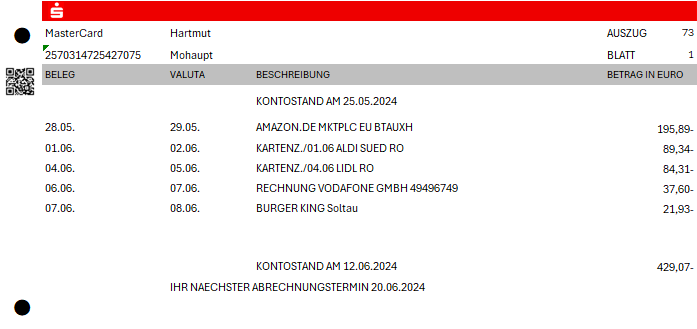 MasterCard Hartmut AUSZUG 73
2570314725427075 Mohaupt BLATT 1
BELEG VALUTA BESCHREIBUNG BETRAG IN EURO
KONTOSTAND AM 25.05.2024
28.05. 29.05. AMAZON.DE MKTPLC EU BTAUXH 195,89-
01.06. 02.06. KARTENZ./01.06 ALDI SUED RO 89,34-
04.06. 05.06. KARTENZ./04.06 LIDL RO 84,31-
06.06. 07.06. RECHNUNG VODAFONE GMBH 49496749 37,60-
07.06. 08.06. BURGER KING Soltau 21,93-
KONTOSTAND AM 12.06.2024 429,07-
IHR NAECHSTER ABRECHNUNGSTERMIN 20.06.2024